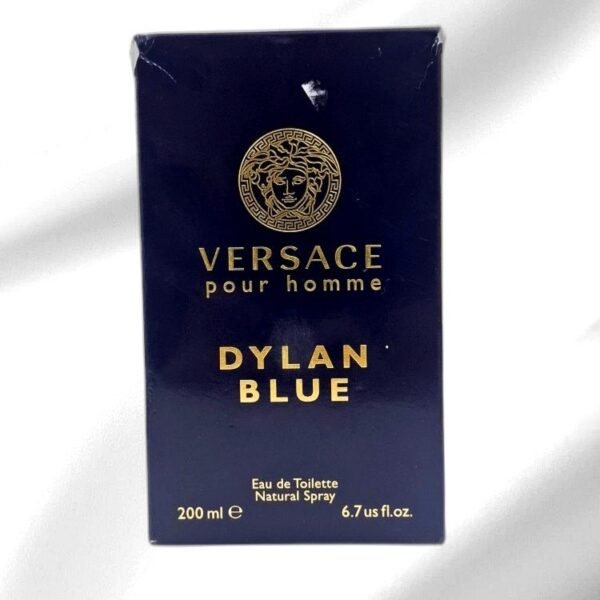 VERSACE
pour homme
DYLAN
BLUE
Eau de Toilette
Natural Spray
200 ml ℮ 6.7 us fl.oz.